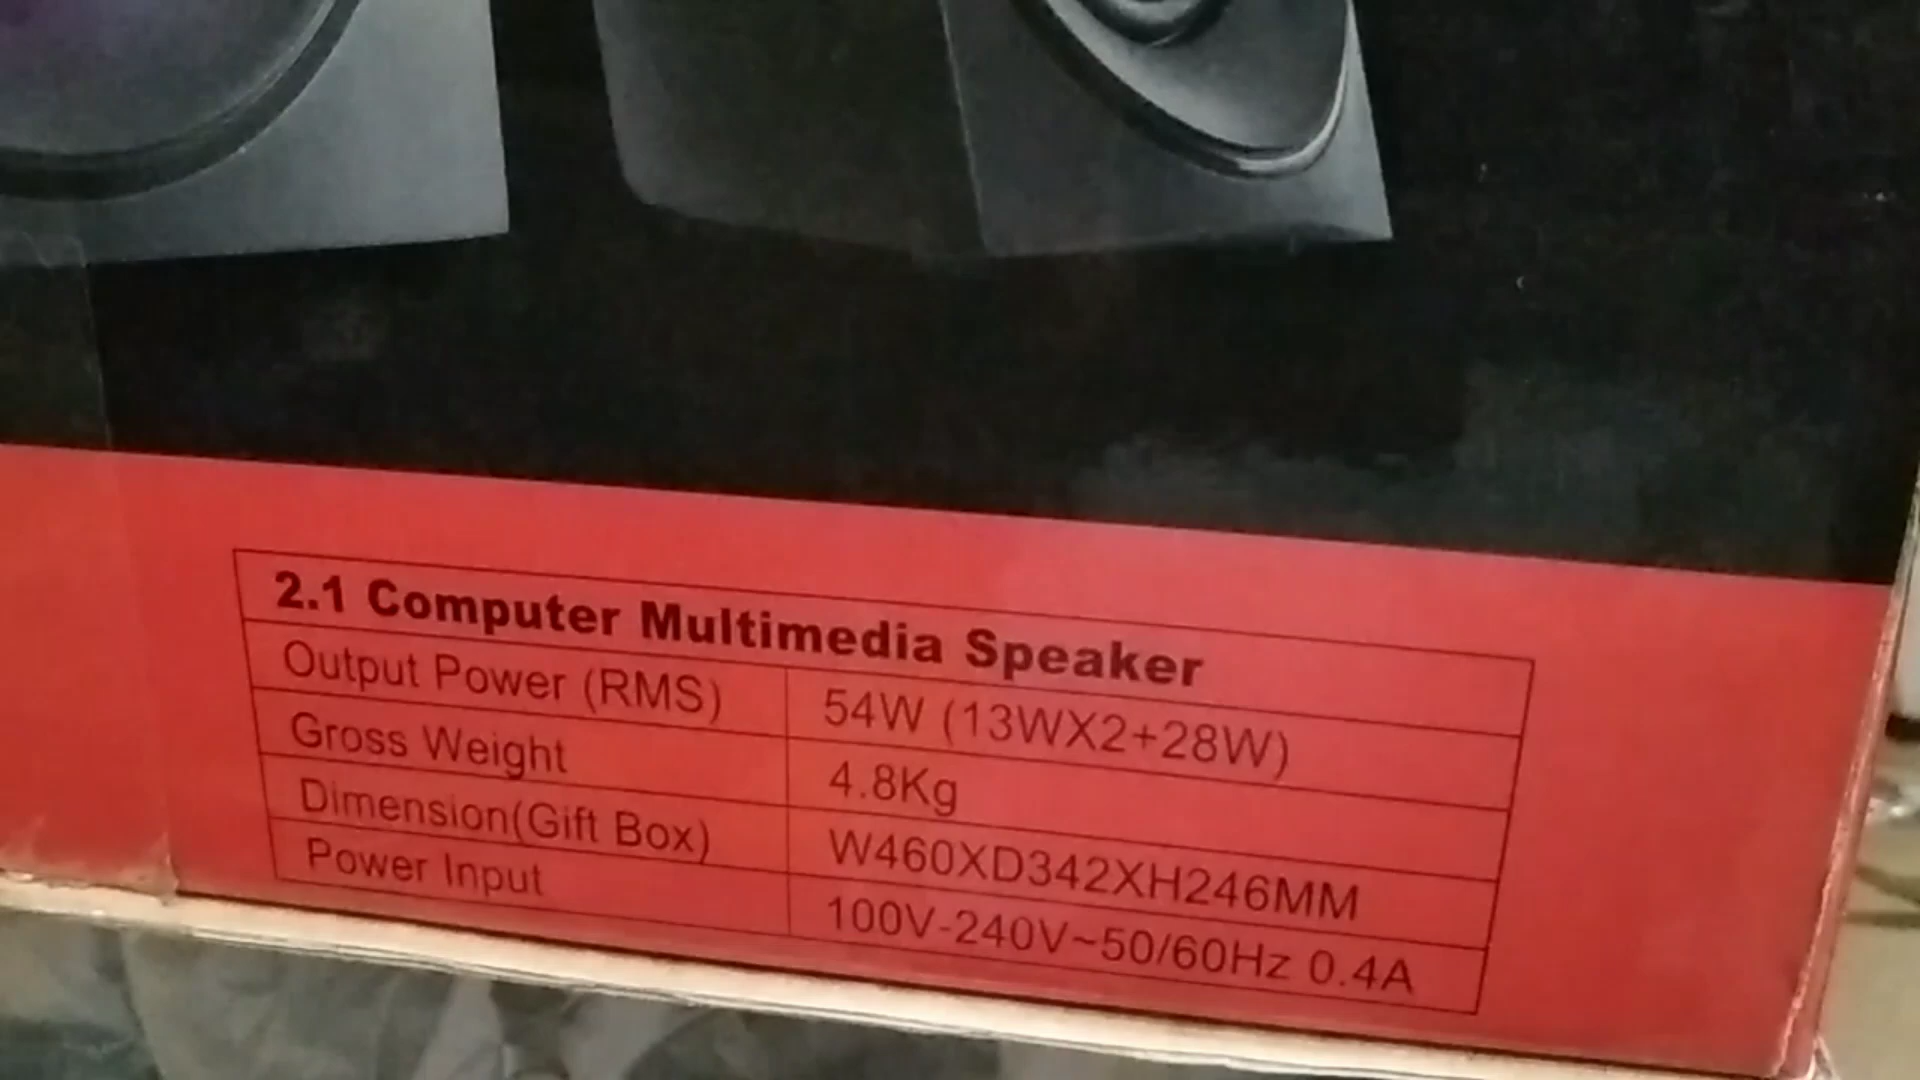 2.1 Computer Multimedia Speaker
Output Power (RMS) 54W (13WX2+28W)
Gross Weight 4.8Kg
Dimension(Gift Box) W460XD342XH246MM
Power Input 100V-240V~50/60Hz 0.4A